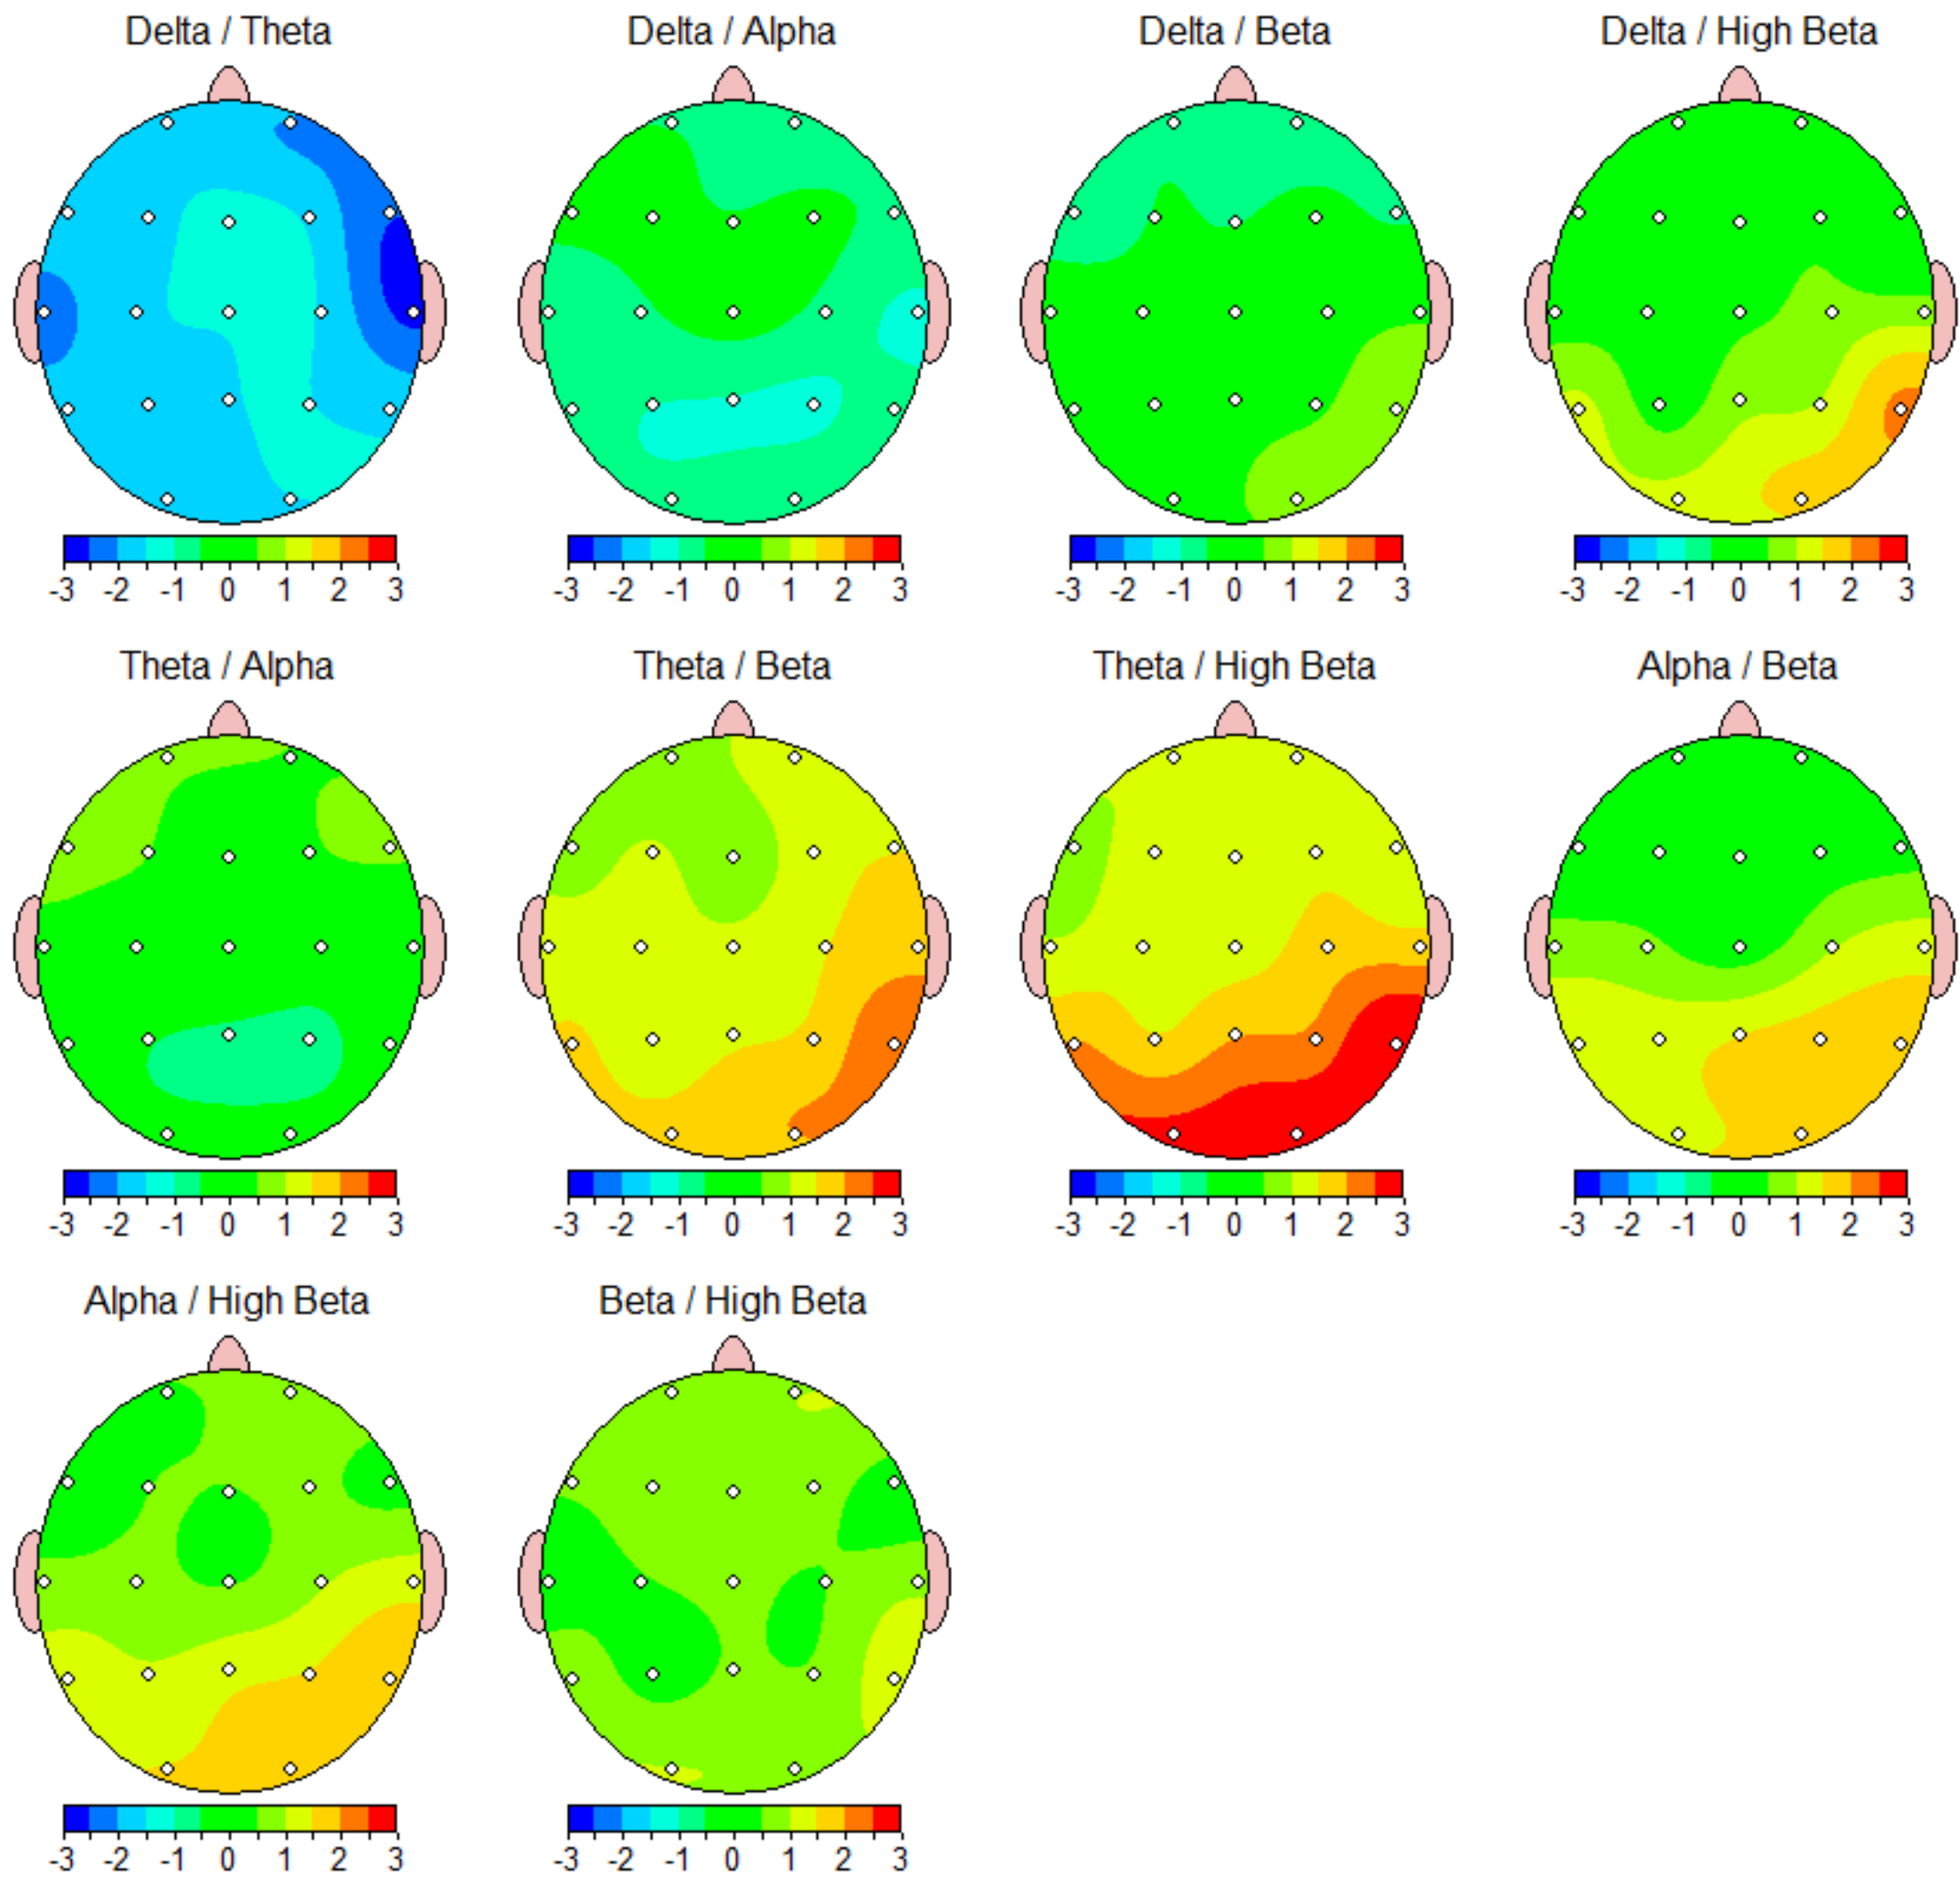 Delta / Theta Delta / Alpha Delta / Beta Delta / High Beta
-3 -2 -1 0 1 2 3 -3 -2 -1 0 1 2 3 -3 -2 -1 0 1 2 3 -3 -2 -1 0 1 2 3
Theta / Alpha Theta / Beta Theta / High Beta Alpha / Beta
-3 -2 -1 0 1 2 3 -3 -2 -1 0 1 2 3 -3 -2 -1 0 1 2 3 -3 -2 -1 0 1 2 3
Alpha / High Beta Beta / High Beta
-3 -2 -1 0 1 2 3 -3 -2 -1 0 1 2 3